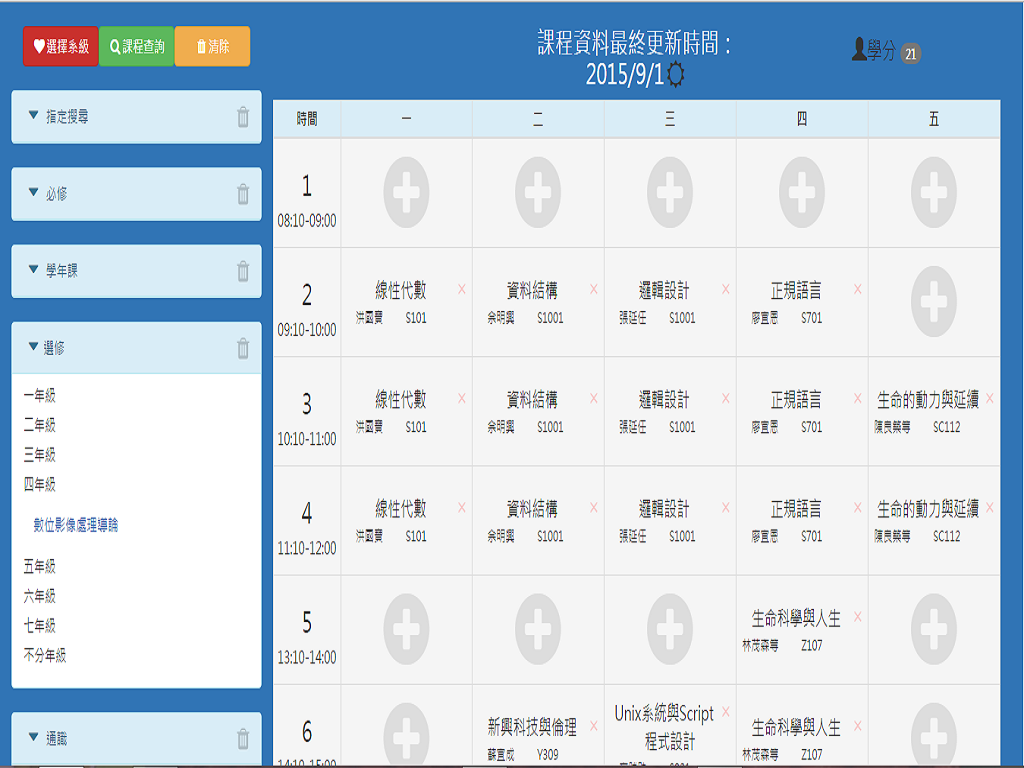 選擇系級 課程查詢 清除
課程資料最終更新時間：
2015/9/1
學分 21
指定搜尋
必修
學年課
選修
一年級
二年級
三年級
四年級
數位影像處理導論
五年級
六年級
七年級
不分年級
通識
時間 一 二 三 四 五
1
08:10-09:00
2
09:10-10:00
線性代數 × 資料結構 × 邏輯設計 × 正規語言 ×
洪國寶 S101 余明興 S1001 張延任 S1001 廖宜恩 S701
3
10:10-11:00
線性代數 × 資料結構 × 邏輯設計 × 正規語言 × 生命的動力與延續 ×
洪國寶 S101 余明興 S1001 張延任 S1001 廖宜恩 S701 陳良築等 SC112
4
11:10-12:00
線性代數 × 資料結構 × 邏輯設計 × 正規語言 × 生命的動力與延續 ×
洪國寶 S101 余明興 S1001 張延任 S1001 廖宜恩 S701 陳良築等 SC112
5
13:10-14:00
生命科學與人生 ×
林茂森等 Z107
6
14:10-15:00
新興科技與倫理 × Unix系統與Script × 生命科學與人生 ×
程式設計
蘇宜成 Y309 林茂森等 Z107